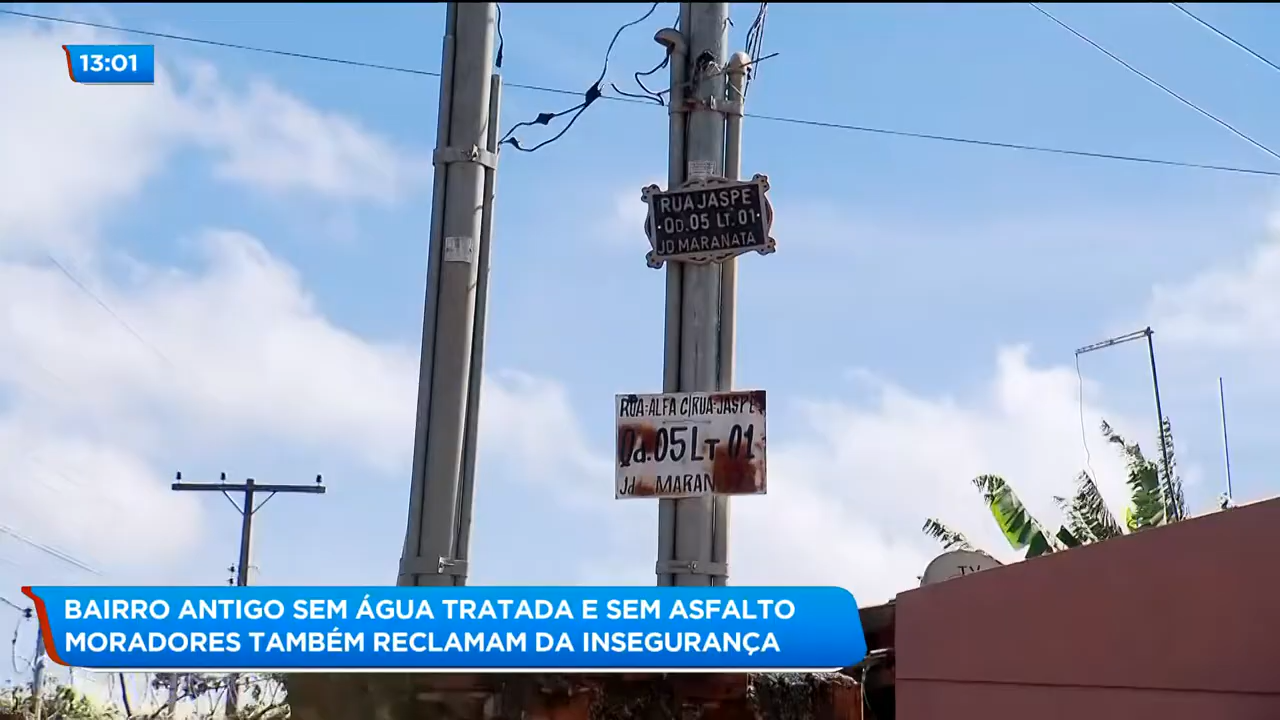 13:01
RUA JASPE
QD.05 LT.01
JD.MARANATA
RUA-ALFA C/RUA-JASPE
Qd.05 LT 01
Jd MARAN
BAIRRO ANTIGO SEM ÁGUA TRATADA E SEM ASFALTO
MORADORES TAMBÉM RECLAMAM DA INSEGURANÇA